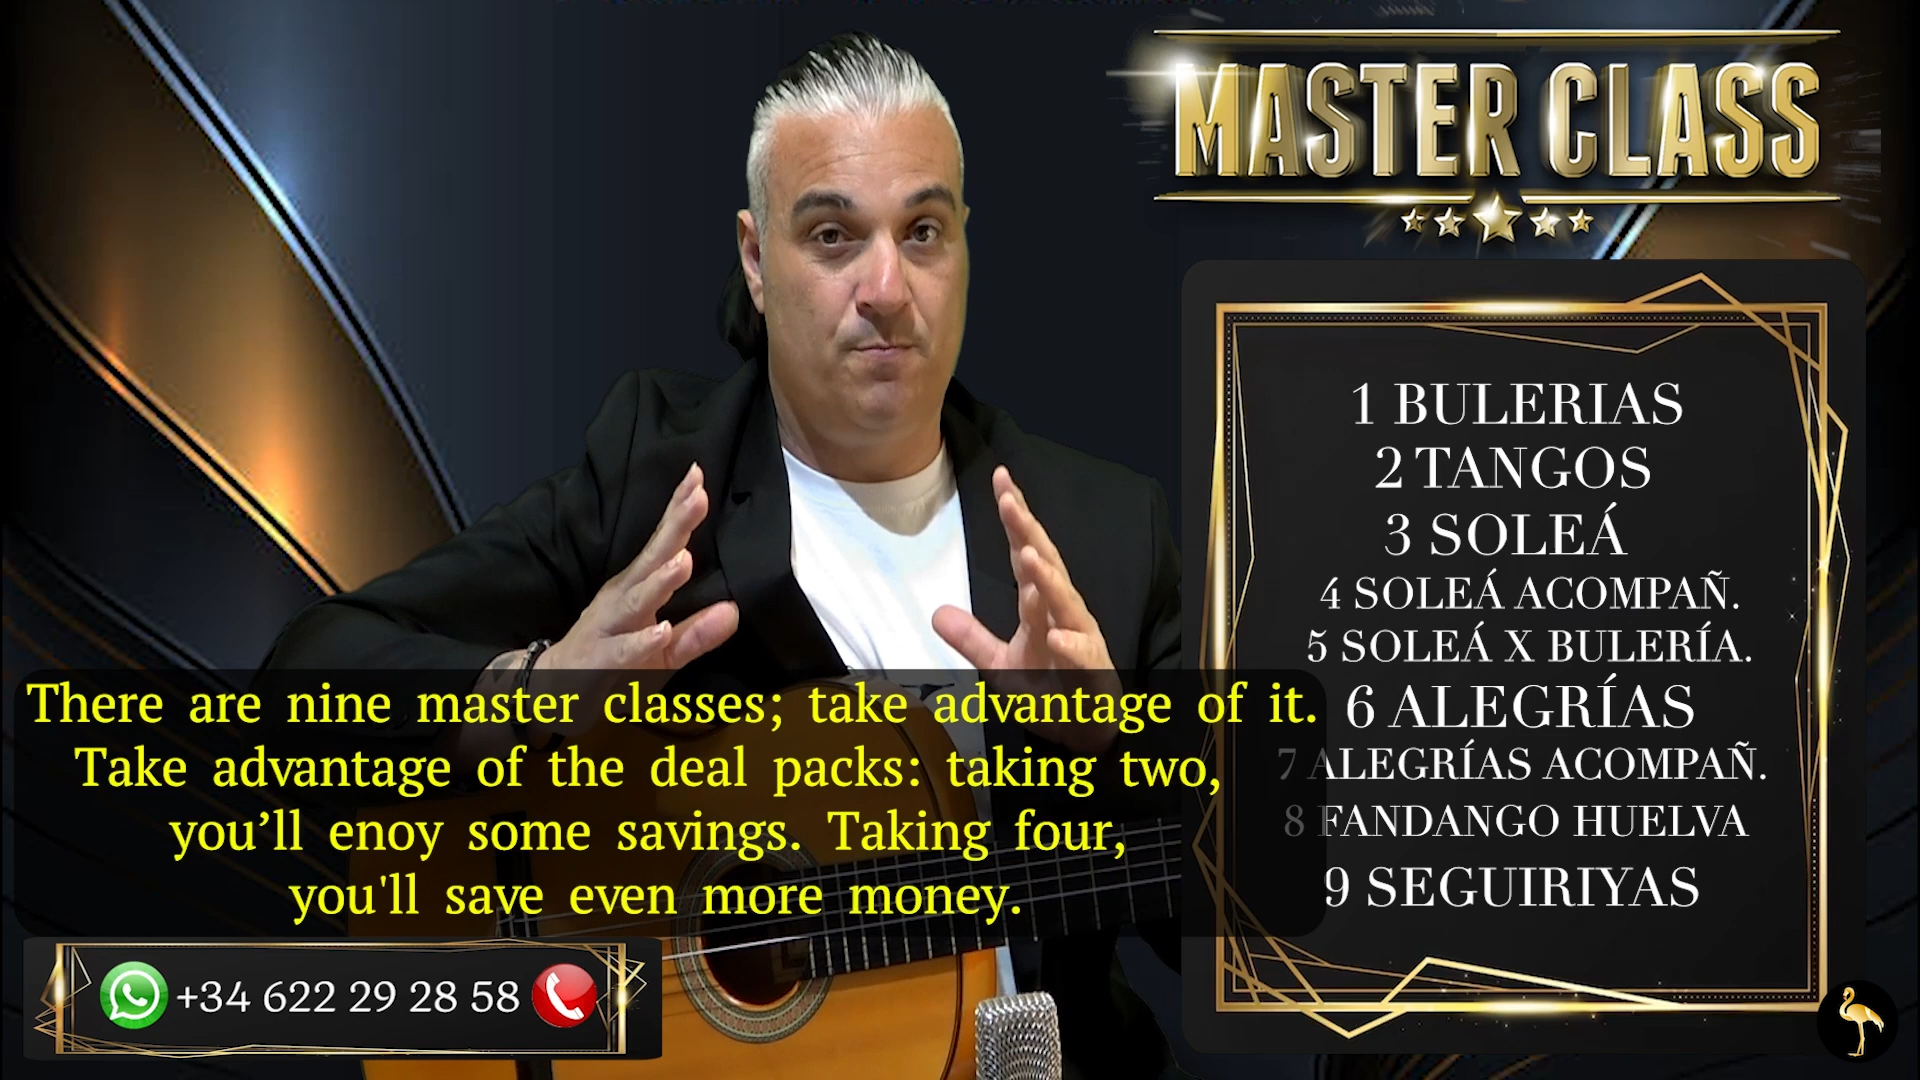 MASTER CLASS
1 BULERIAS
2 TANGOS
3 SOLEÁ
4 SOLEÁ ACOMPAÑ.
5 SOLEÁ X BULERÍA.
6 ALEGRÍAS
7 ALEGRÍAS ACOMPAÑ.
8 FANDANGO HUELVA
9 SEGUIRIYAS
There are nine master classes; take advantage of it.
Take advantage of the deal packs: taking two,
you’ll enoy some savings. Taking four,
you'll save even more money.
+34 622 29 28 58